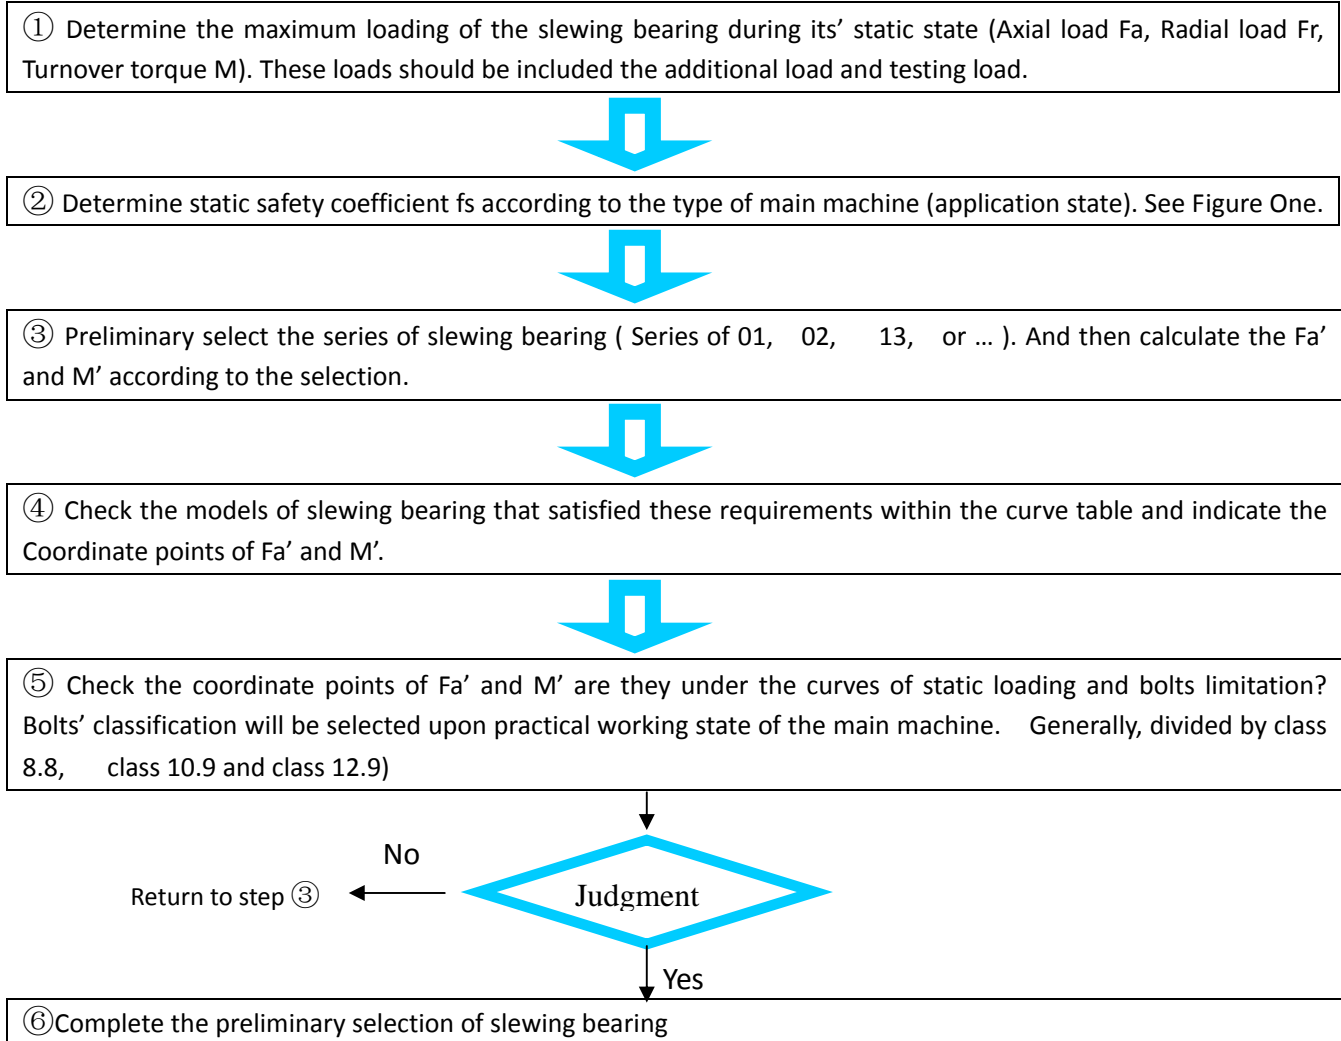 ① Determine the maximum loading of the slewing bearing during its’ static state (Axial load Fa, Radial load Fr,
Turnover torque M). These loads should be included the additional load and testing load.
② Determine static safety coefficient fs according to the type of main machine (application state). See Figure One.
③ Preliminary select the series of slewing bearing ( Series of 01, 02, 13, or … ). And then calculate the Fa’
and M’ according to the selection.
④ Check the models of slewing bearing that satisfied these requirements within the curve table and indicate the
Coordinate points of Fa’ and M’.
⑤ Check the coordinate points of Fa’ and M’ are they under the curves of static loading and bolts limitation?
Bolts’ classification will be selected upon practical working state of the main machine. Generally, divided by class
8.8, class 10.9 and class 12.9)
No
Return to step ③
Judgment
Yes
⑥Complete the preliminary selection of slewing bearing